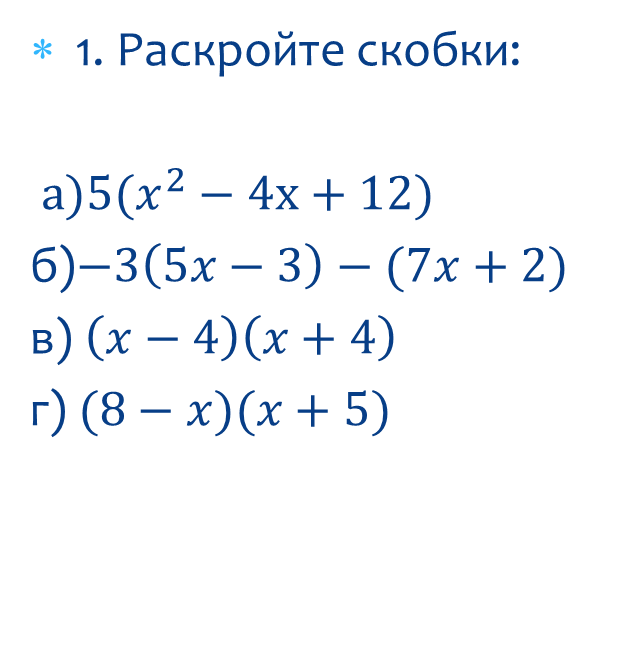 * 1. Раскройте скобки:
а)5(x² − 4x + 12)
б)−3(5x − 3) − (7x + 2)
в) (x − 4)(x + 4)
г) (8 − x)(x + 5)